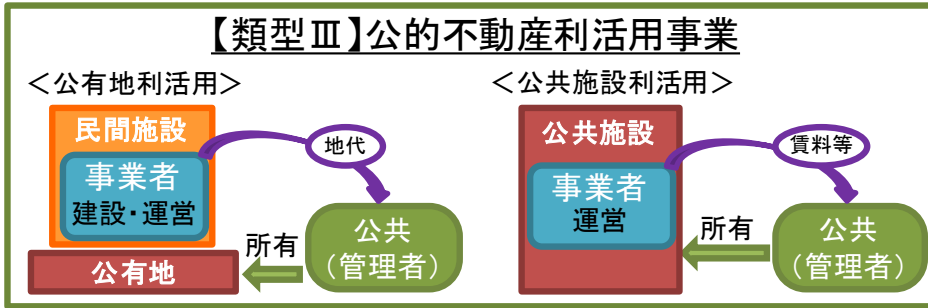 【類型Ⅲ】公的不動産利活用事業
＜公有地利活用＞
民間施設
事業者
建設・運営
地代
所有
公共
（管理者）
公有地
＜公共施設利活用＞
公共施設
事業者
運営
賃料等
所有
公共
（管理者）